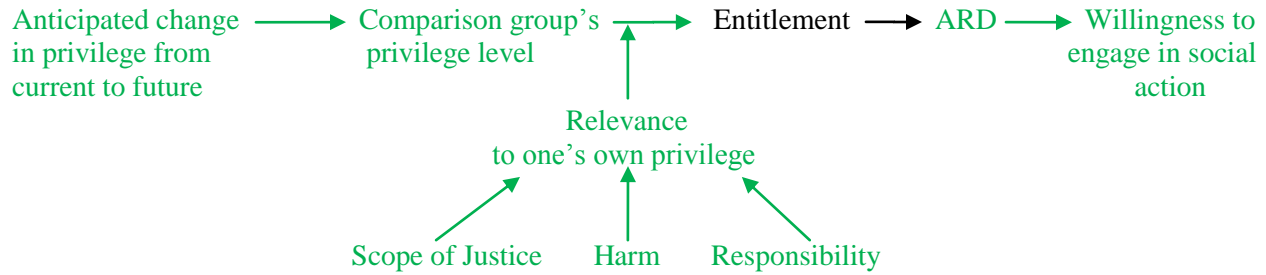 Anticipated change
in privilege from
current to future
Comparison group's
privilege level
Entitlement
ARD
Willingness to
engage in social
action
Relevance
to one's own privilege
Scope of Justice
Harm
Responsibility